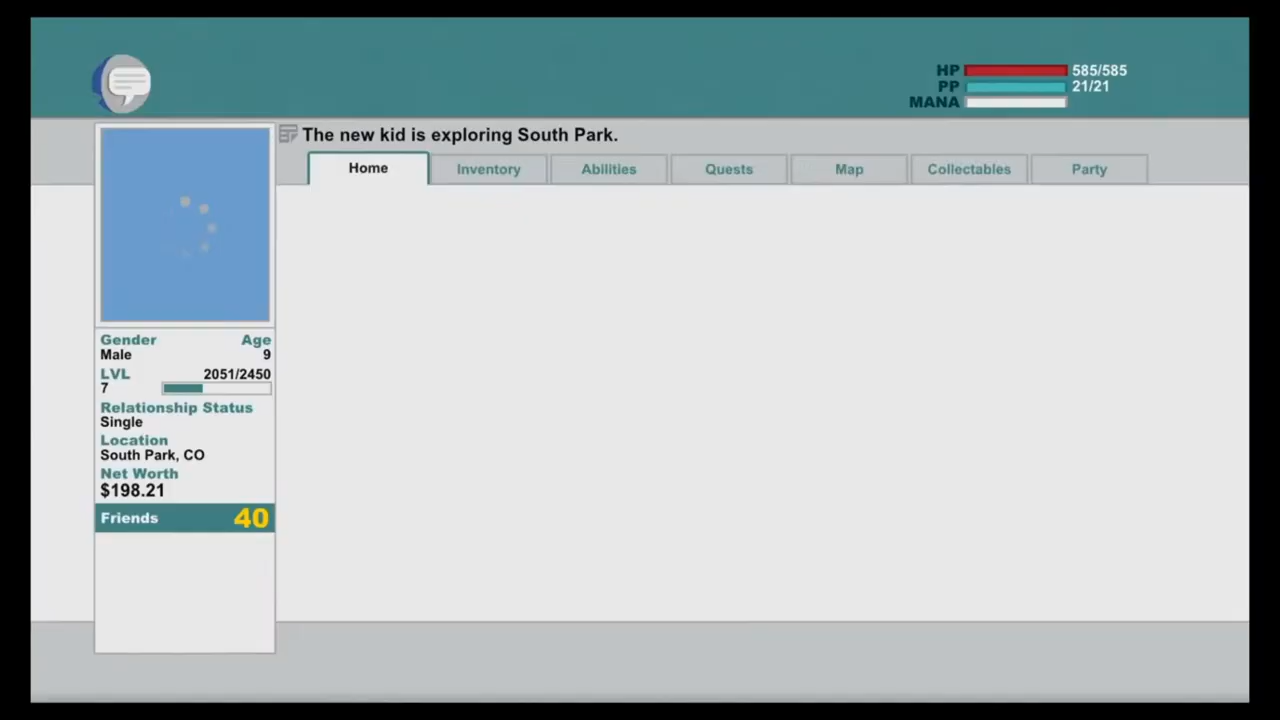 HP 585/585
PP 21/21
MANA
The new kid is exploring South Park.
Home Inventory Abilities Quests Map Collectables Party
Gender Age
Male 9
LVL 2051/2450
7
Relationship Status
Single
Location
South Park, CO
Net Worth
$198.21
Friends 40